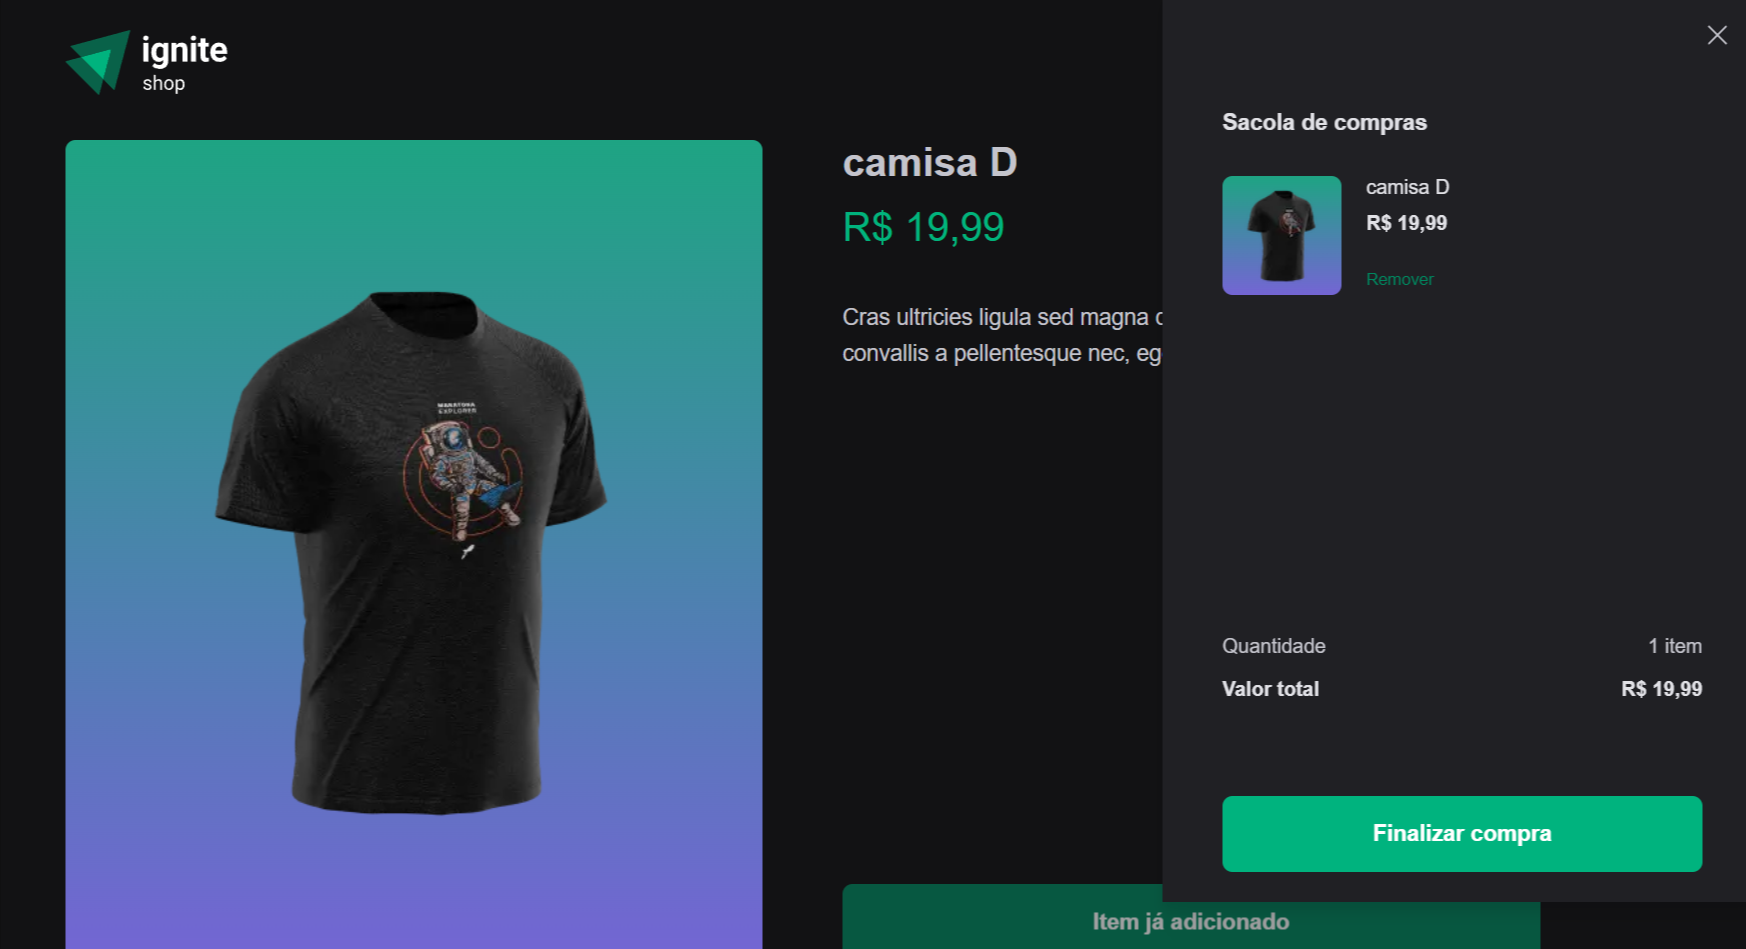 ignite
shop
camisa D
R$ 19,99
Cras ultricies ligula sed magna
convallis a pellentesque nec,
EXPLORER
Item já adicionado
Sacola de compras
camisa D
R$ 19,99
Remover
Quantidade 1 item
Valor total R$ 19,99
Finalizar compra